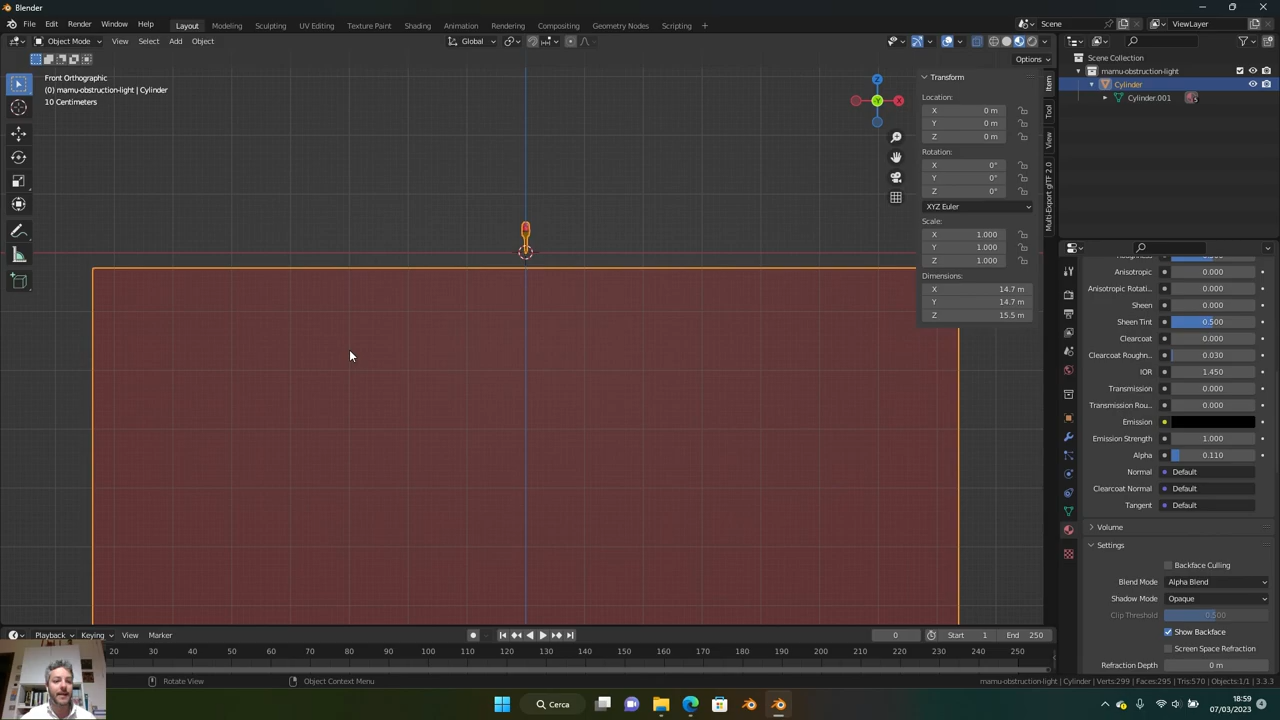 Blender
File Edit Render Window Help Layout Modeling Sculpting UV Editing Texture Paint Shading Animation Rendering Compositing Geometry Nodes Scripting + Scene ViewLayer
Object Mode View Select Add Object Global
Options
Front Orthographic
(0) mamu-obstruction-light | Cylinder
10 Centimeters
Z
Y
X
Transform
Location:
X 0 m
Y 0 m
Z 0 m
Rotation:
X 0°
Y 0°
Z 0°
XYZ Euler
Scale:
X 1.000
Y 1.000
Z 1.000
Dimensions:
X 14.7 m
Y 14.7 m
Z 15.5 m
Item
Tool
View
Multi-Export glTF 2.0
Scene Collection
mamu-obstruction-light
Cylinder
Cylinder.001 5
Anisotropic 0.000
Anisotropic Rotati... 0.000
Sheen 0.000
Sheen Tint 0.500
Clearcoat 0.000
Clearcoat Roughn... 0.030
IOR 1.450
Transmission 0.000
Transmission Rou... 0.000
Emission
Emission Strength 1.000
Alpha 0.110
Normal Default
Clearcoat Normal Default
Tangent Default
Volume
Settings
Backface Culling
Blend Mode Alpha Blend
Shadow Mode Opaque
Clip Threshold 0.500
Show Backface
Screen Space Refraction
Refraction Depth 0 m
Playback Keying View Marker 0 Start 1 End 250
20 30 40 50 60 70 80 90 100 110 120 130 140 150 160 170 180 190 200 210 220 230 240 250
Rotate View Object Context Menu mamu-obstruction-light | Cylinder | Verts:299 | Faces:295 | Tris:570 | Objects:1/1 | 3.3.3
Cerca
18:59
07/03/2023